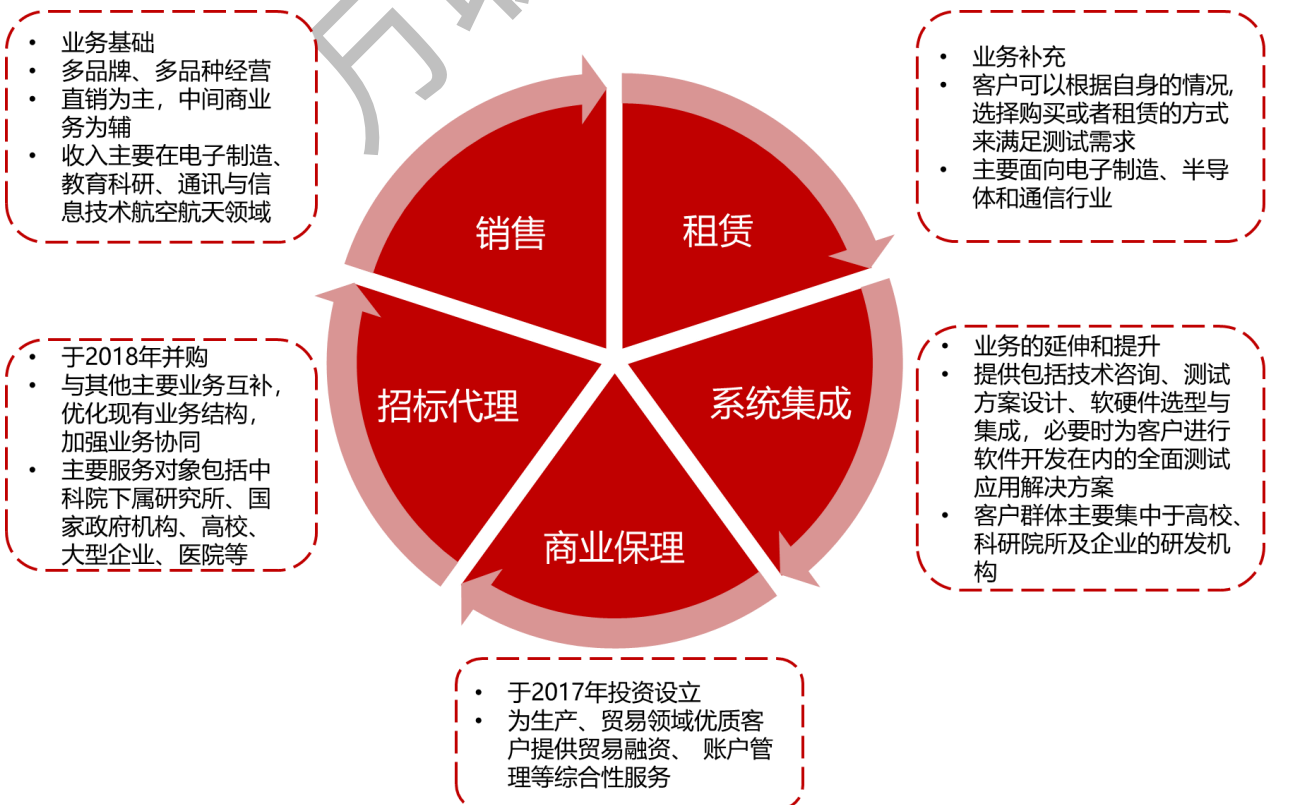 • 业务基础
• 多品牌、多品种经营
• 直销为主，中间商业
务为辅
• 收入主要在电子制造、
教育科研、通讯与信
息技术航空航天领域
• 业务补充
• 客户可以根据自身的情况,
选择购买或者租赁的方式
来满足测试需求
• 主要面向电子制造、半导
体和通信行业
销售
租赁
招标代理
系统集成
商业保理
• 于2018年并购
• 与其他主要业务互补，
优化现有业务结构，
加强业务协同
• 主要服务对象包括中
科院下属研究所、国
家政府机构、高校、
大型企业、医院等
• 业务的延伸和提升
• 提供包括技术咨询、测试
方案设计、软硬件选型与
集成，必要时为客户进行
软件开发在内的全面测试
应用解决方案
• 客户群体主要集中于高校、
科研院所及企业的研发机
构
• 于2017年投资设立
• 为生产、贸易领域优质客
户提供贸易融资、 账户管
理等综合性服务